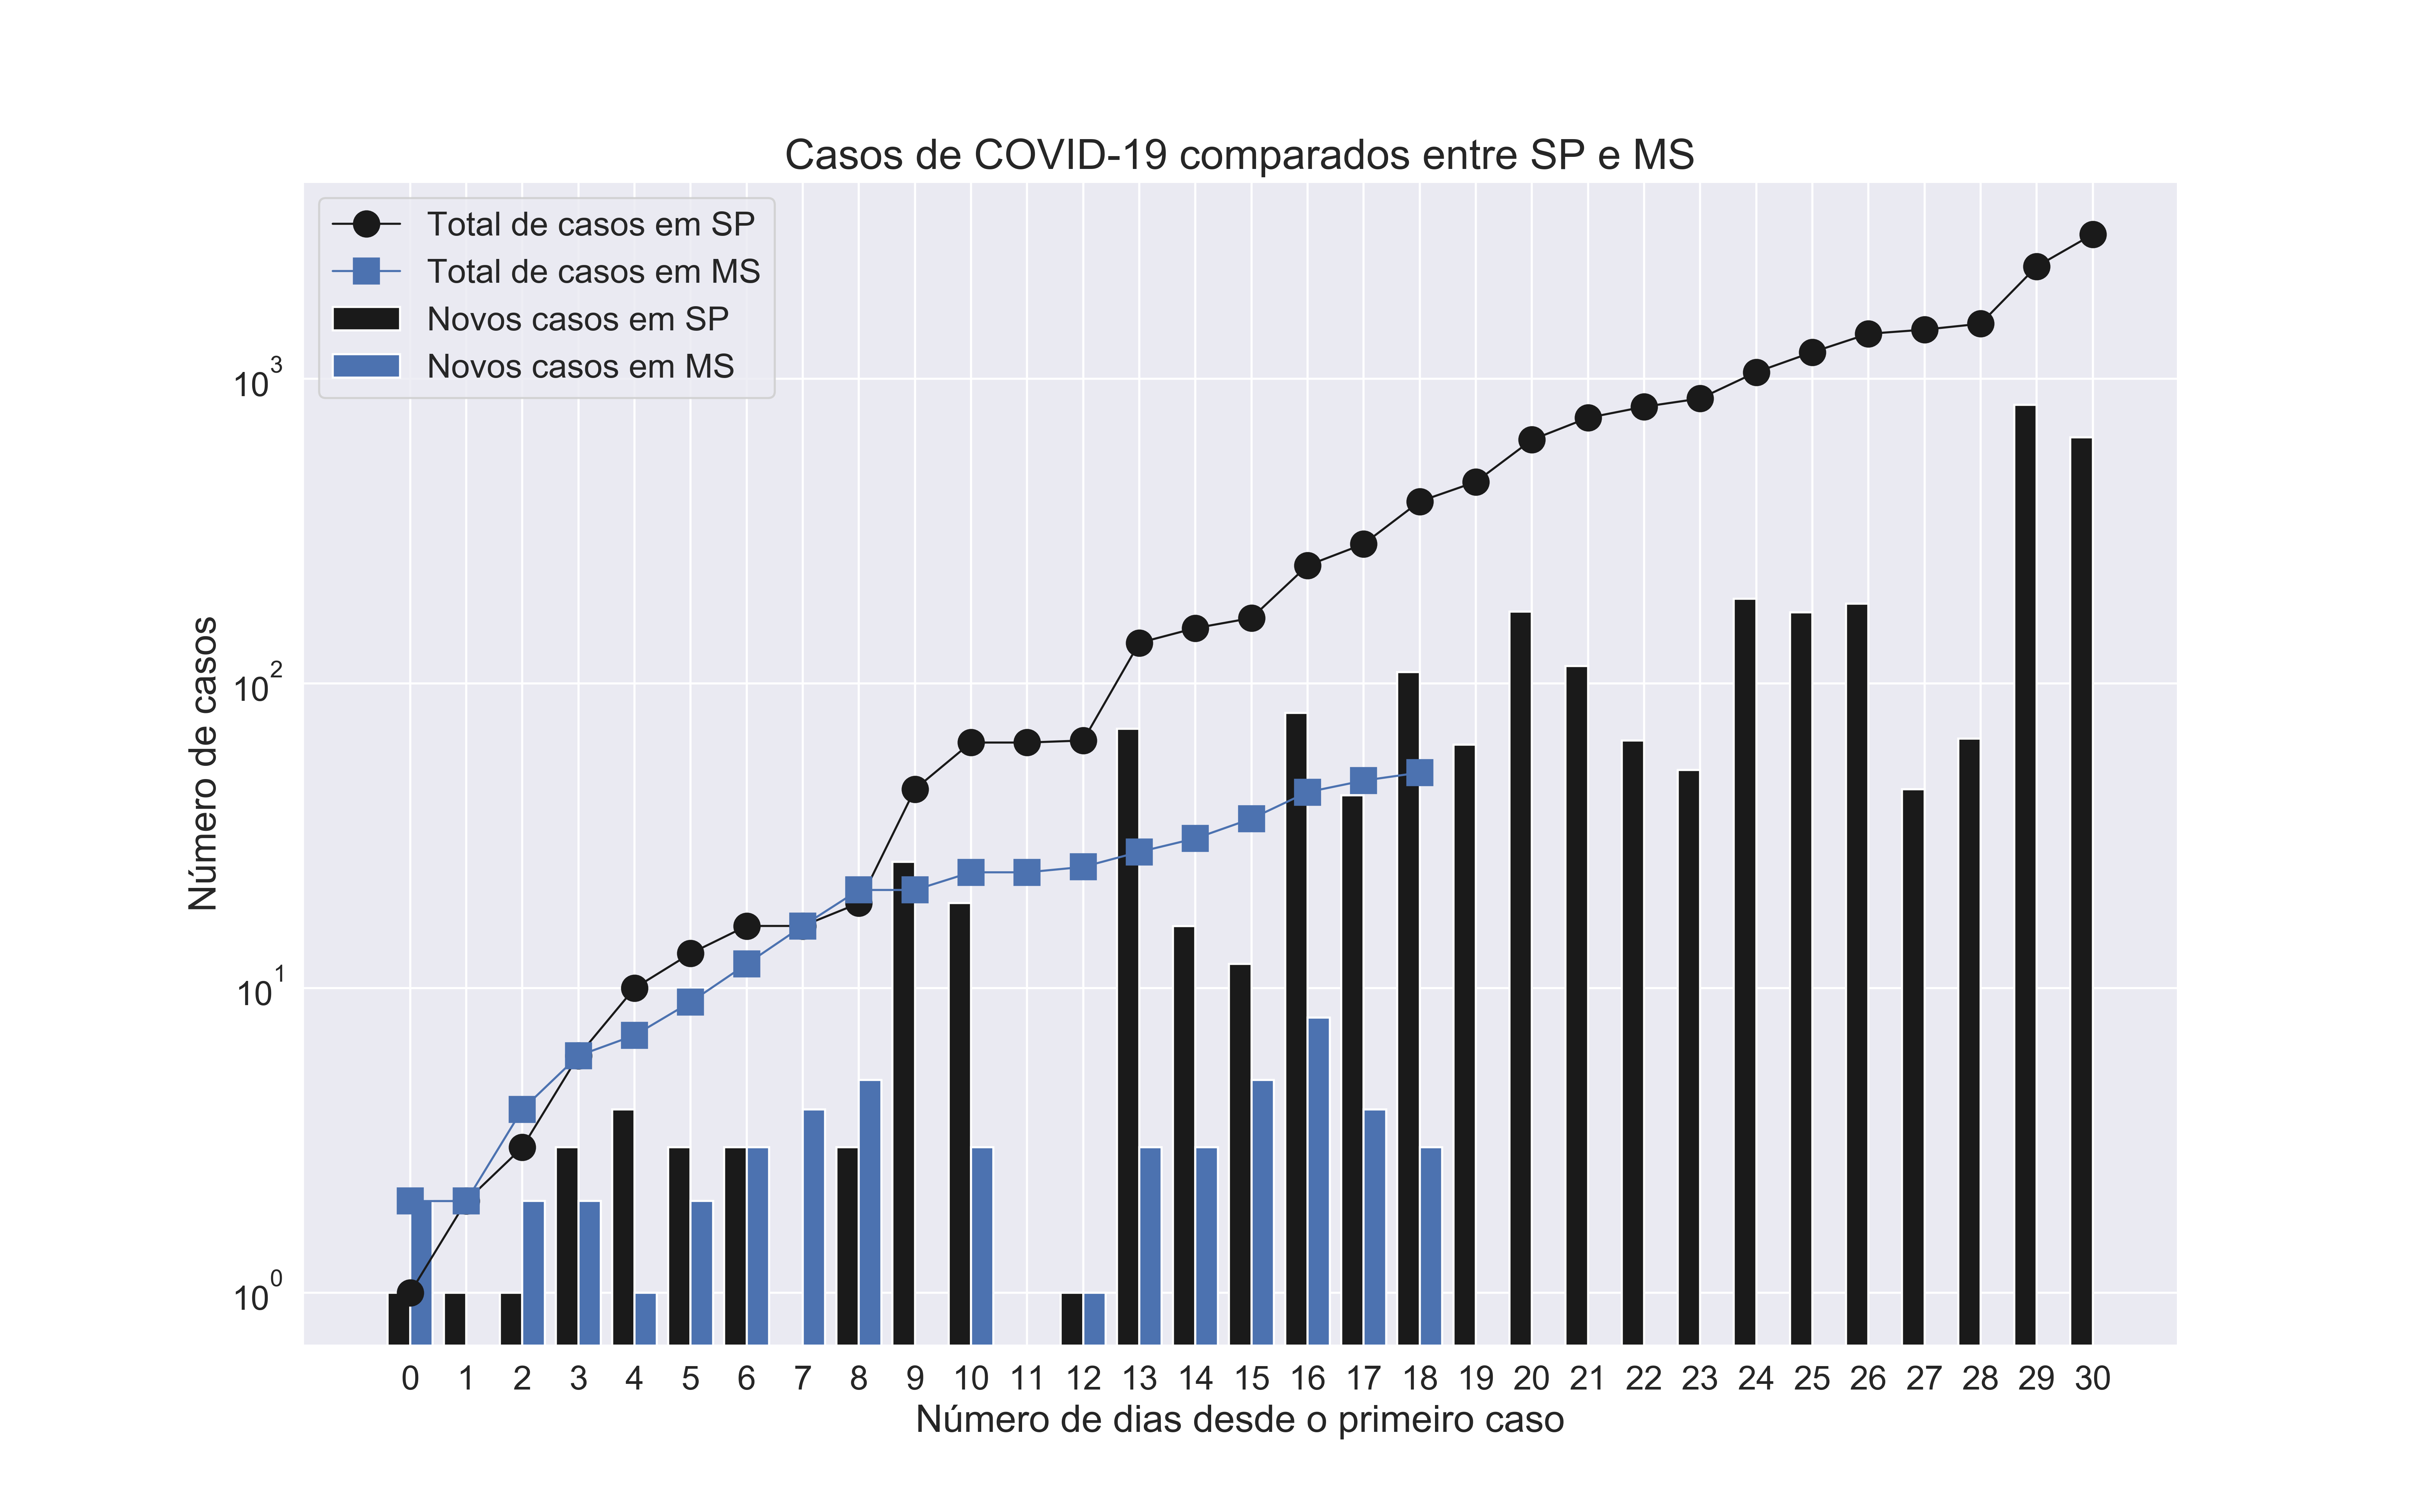 Casos de COVID-19 comparados entre SP e MS
Total de casos em SP
Total de casos em MS
Novos casos em SP
Novos casos em MS
Número de casos
10³
10²
10¹
10⁰
0 1 2 3 4 5 6 7 8 9 10 11 12 13 14 15 16 17 18 19 20 21 22 23 24 25 26 27 28 29 30
Número de dias desde o primeiro caso